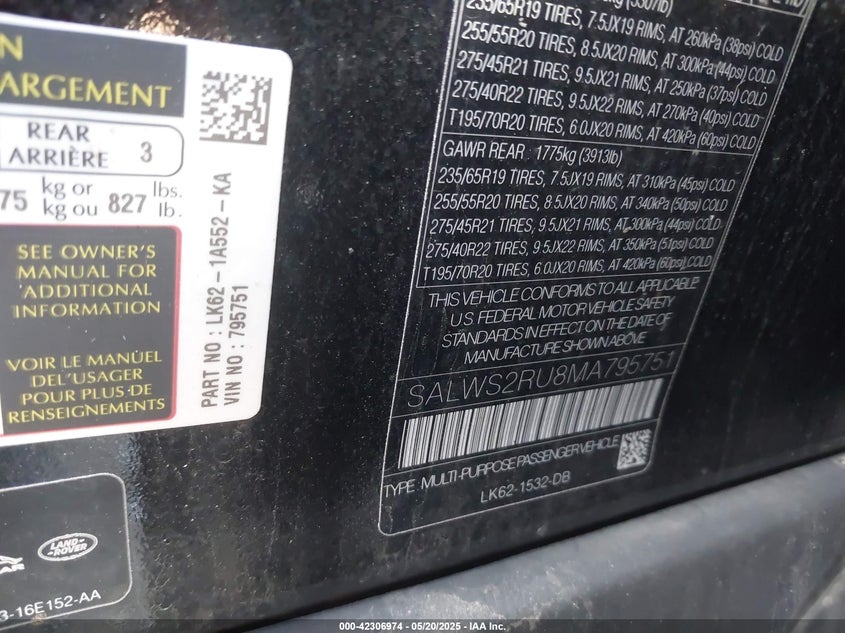 N
ARGEMENT
REAR
ARRIÈRE 3
75 kg or 827 lbs.
kg ou lb.
SEE OWNER'S
MANUAL FOR
ADDITIONAL
INFORMATION
VOIR LE MANUEL
DEL'USAGER
POUR PLUS DE
RENSEIGNEMENTS
PART NO : LK62-1A552-KA
VIN NO : 795751
LAND
ROVER
AR
3-16E152-AA
(5507lb)
235/65R19 TIRES, 7.5JX19 RIMS, AT 260kPa (38psi) COLD
255/55R20 TIRES, 8.5JX20 RIMS, AT 300kPa (44psi) COLD
275/45R21 TIRES, 9.5JX21 RIMS, AT 250kPa (37psi) COLD
275/40R22 TIRES, 9.5JX22 RIMS, AT 270kPa (40psi) COLD
T195/70R20 TIRES, 6.0JX20 RIMS, AT 420kPa (60psi) COLD
GAWR REAR : 1775kg (3913lb)
235/65R19 TIRES, 7.5JX19 RIMS, AT 310kPa (45psi) COLD
255/55R20 TIRES, 8.5JX20 RIMS, AT 340kPa (50psi) COLD
275/45R21 TIRES, 9.5JX21 RIMS, AT 300kPa (44psi) COLD
275/40R22 TIRES, 9.5JX22 RIMS, AT 350kPa (51psi) COLD
T195/70R20 TIRES, 6.0JX20 RIMS, AT 420kPa (60psi) COLD
THIS VEHICLE CONFORMS TO ALL APPLICABLE
U.S. FEDERAL MOTOR VEHICLE SAFETY
STANDARDS IN EFFECT ON THE DATE OF
MANUFACTURE SHOWN ABOVE
SALWS2RU8MA795751
TYPE : MULTI-PURPOSE PASSENGER VEHICLE
LK62-1532-DB
000-42306974 - 05/20/2025 - IAA Inc.